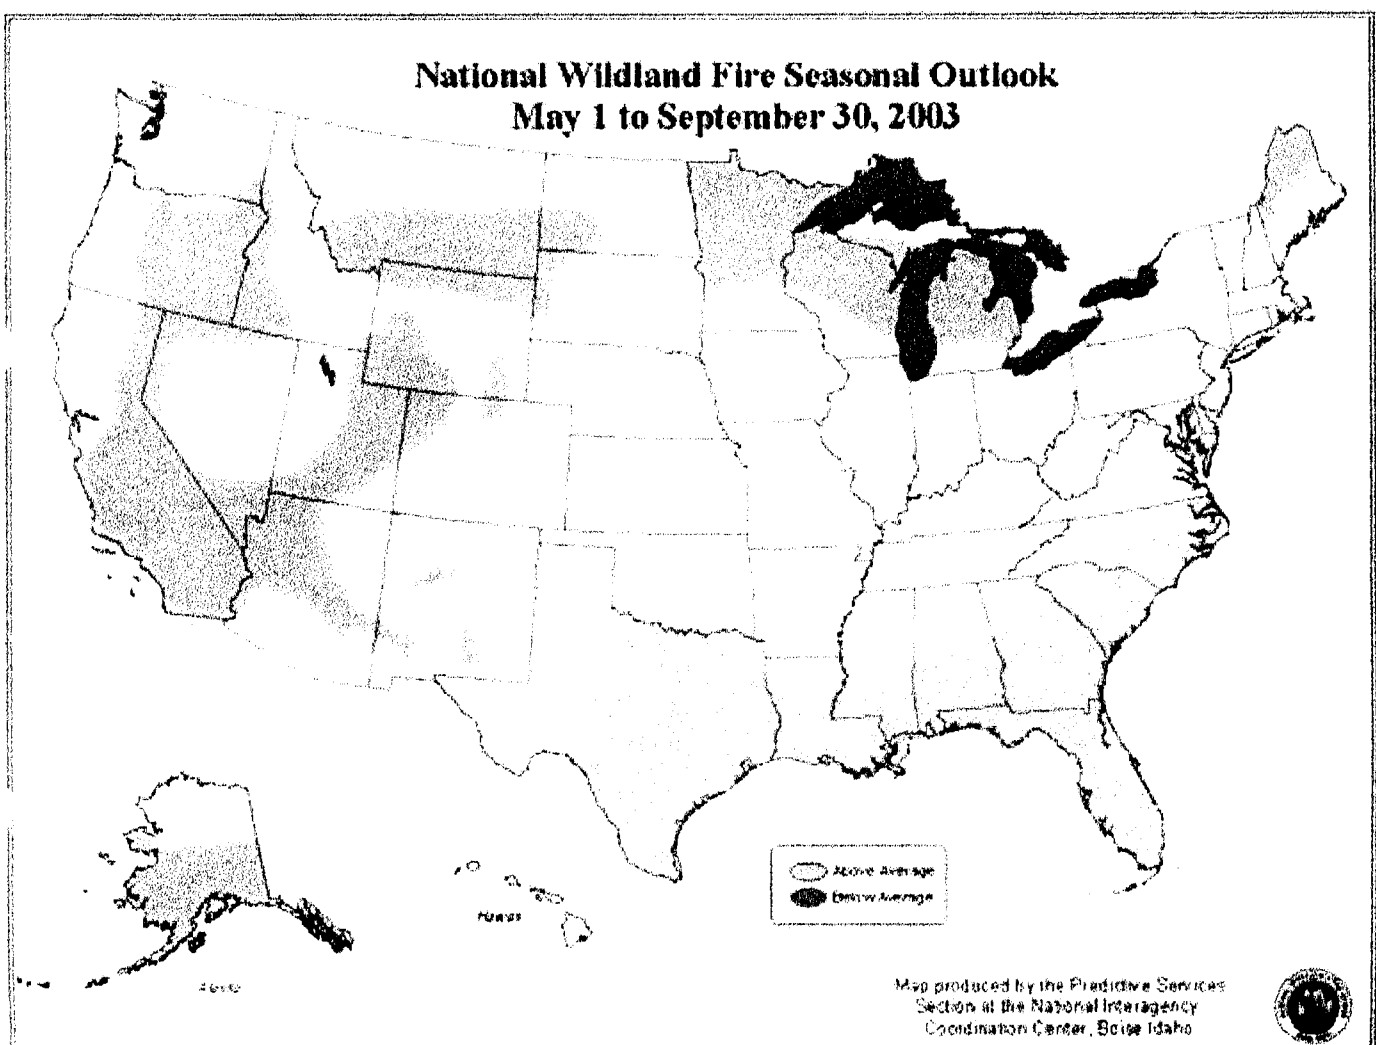 National Wildland Fire Seasonal Outlook
May 1 to September 30, 2003
Above Average
Below Average
Hawaii
Map produced by the Predictive Services
Section at the National Interagency
Coordination Center, Boise Idaho